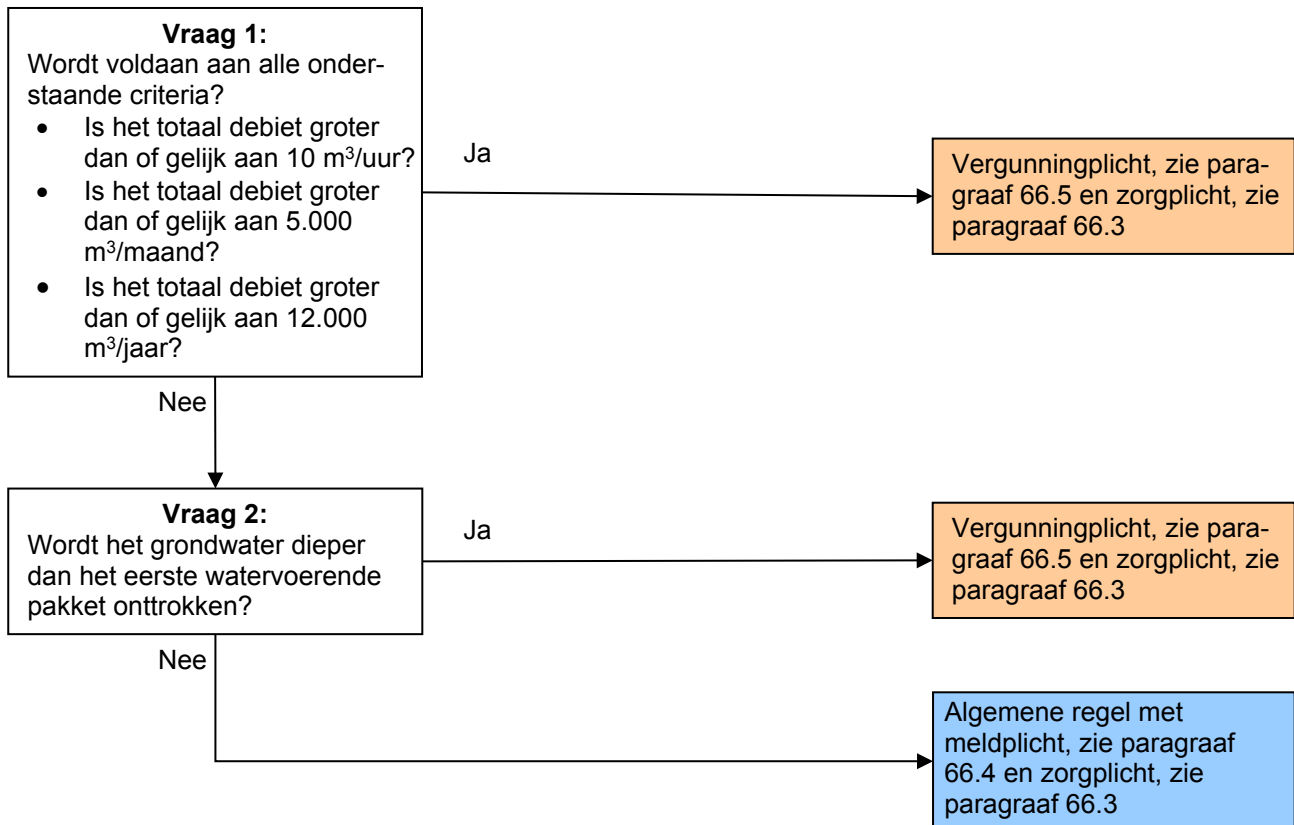 Vraag 1:
Wordt voldaan aan alle onder-
staande criteria?
• Is het totaal debiet groter
dan of gelijk aan 10 m³/uur?
• Is het totaal debiet groter
dan of gelijk aan 5.000
m³/maand?
• Is het totaal debiet groter
dan of gelijk aan 12.000
m³/jaar?
Ja
Vergunningplicht, zie para-
graaf 66.5 en zorgplicht, zie
paragraaf 66.3
Nee
Vraag 2:
Wordt het grondwater dieper
dan het eerste watervoerende
pakket onttrokken?
Ja
Vergunningplicht, zie para-
graaf 66.5 en zorgplicht, zie
paragraaf 66.3
Nee
Algemene regel met
meldplicht, zie paragraaf
66.4 en zorgplicht, zie
paragraaf 66.3